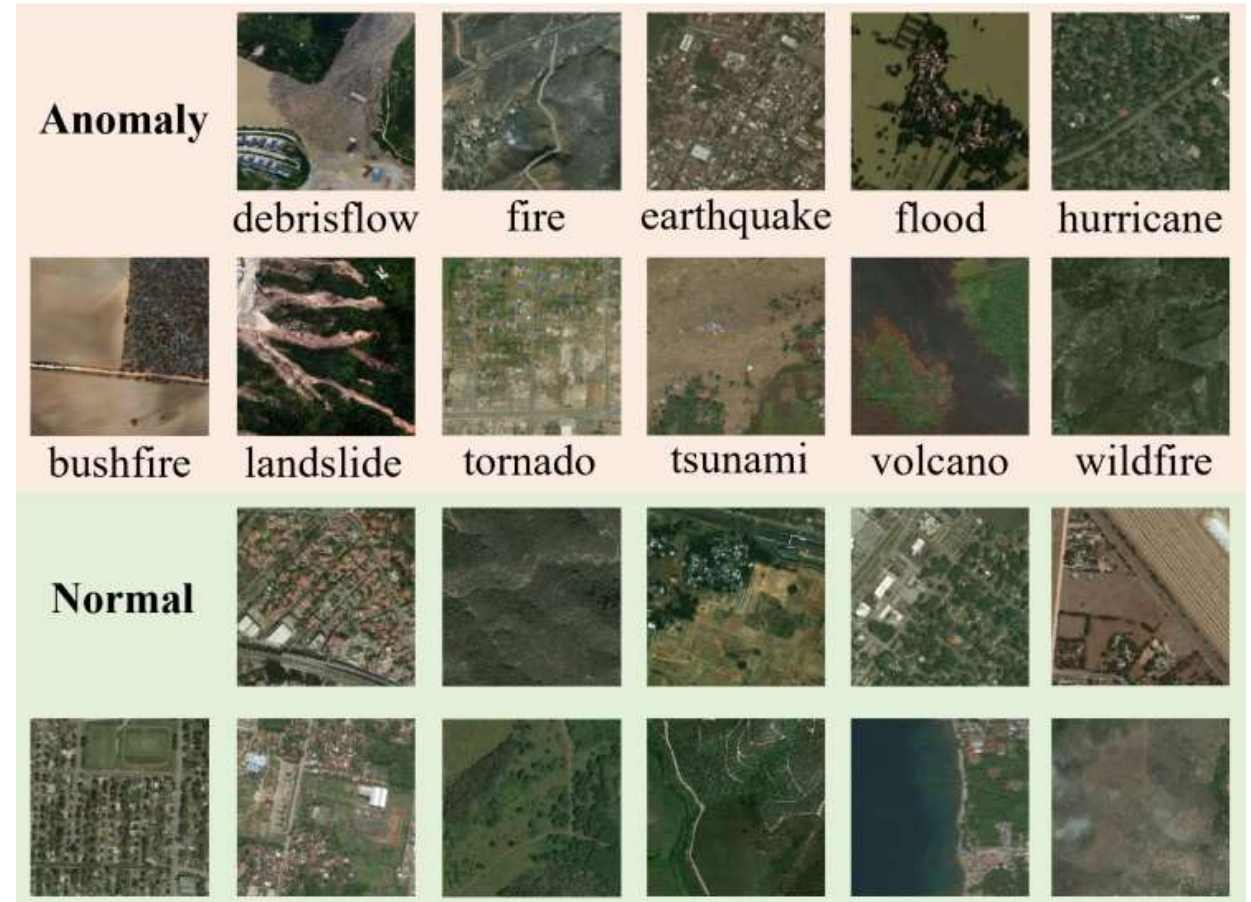 Anomaly
debrisflow
fire
earthquake
flood
hurricane
bushfire
landslide
tornado
tsunami
volcano
wildfire
Normal